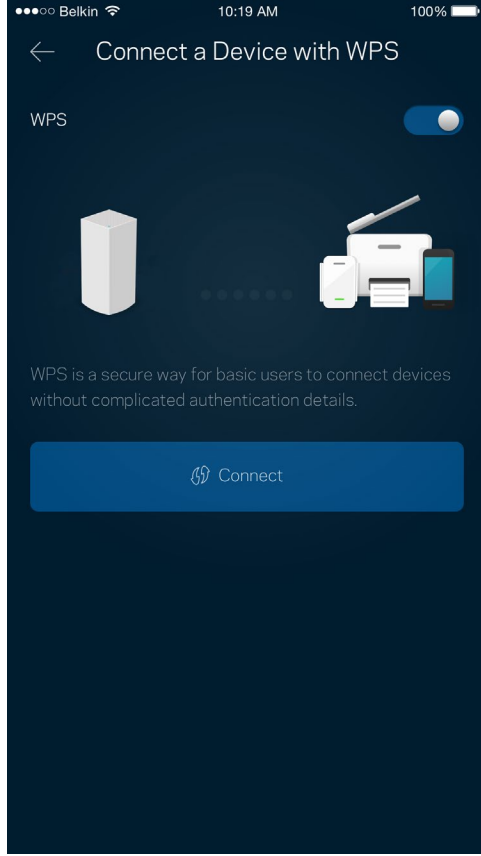 Belkin 10:19 AM 100%
Connect a Device with WPS
WPS
WPS is a secure way for basic users to connect devices
without complicated authentication details.
Connect